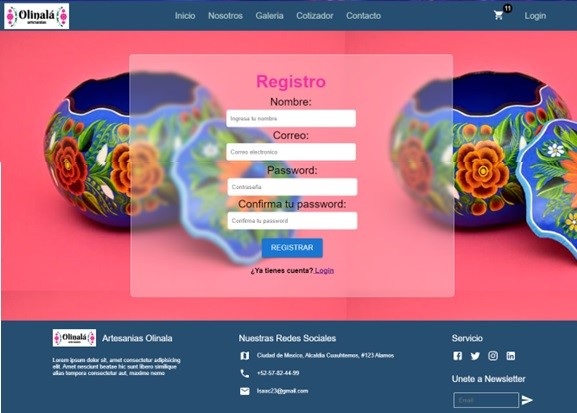 Olinalá
artesanias
Inicio Nosotros Galeria Cotizador Contacto
11
Login
Registro
Nombre:
Ingresa tu nombre
Correo:
Correo electronico
Password:
Contraseña
Confirma tu password:
Confirma tu password
REGISTRAR
¿Ya tienes cuenta? Login
Olinalá
artesanias
Artesanias Olinala
Lorem ipsum dolor sit, amet consectetur adipisicing
elit. Amet nesciunt beatae hic sunt libero similique
alias tempora consectetur aut, maxime nemo
Nuestras Redes Sociales
Ciudad de Mexico, Alcaldia Cuauhtemoc, #123 Alamos
+52-57-82-44-99
Isaac23@gmail.com
Servicio
Unete a Newsletter
Email